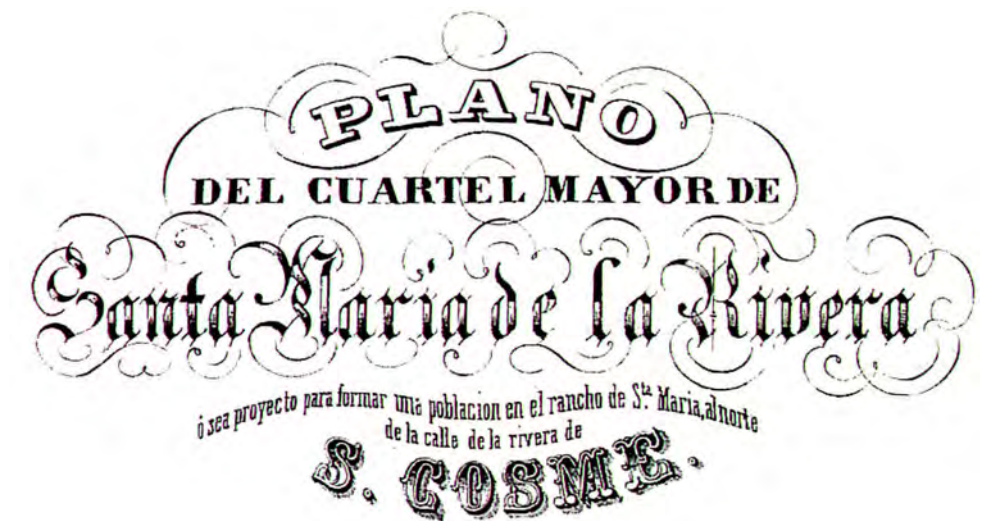 PLANO
DEL CUARTEL MAYOR DE
Santa Maria de la Rivera
ó sea proyecto para formar una poblacion en el rancho de S.ta Maria, al norte
de la calle de la rivera de
S. COSME.